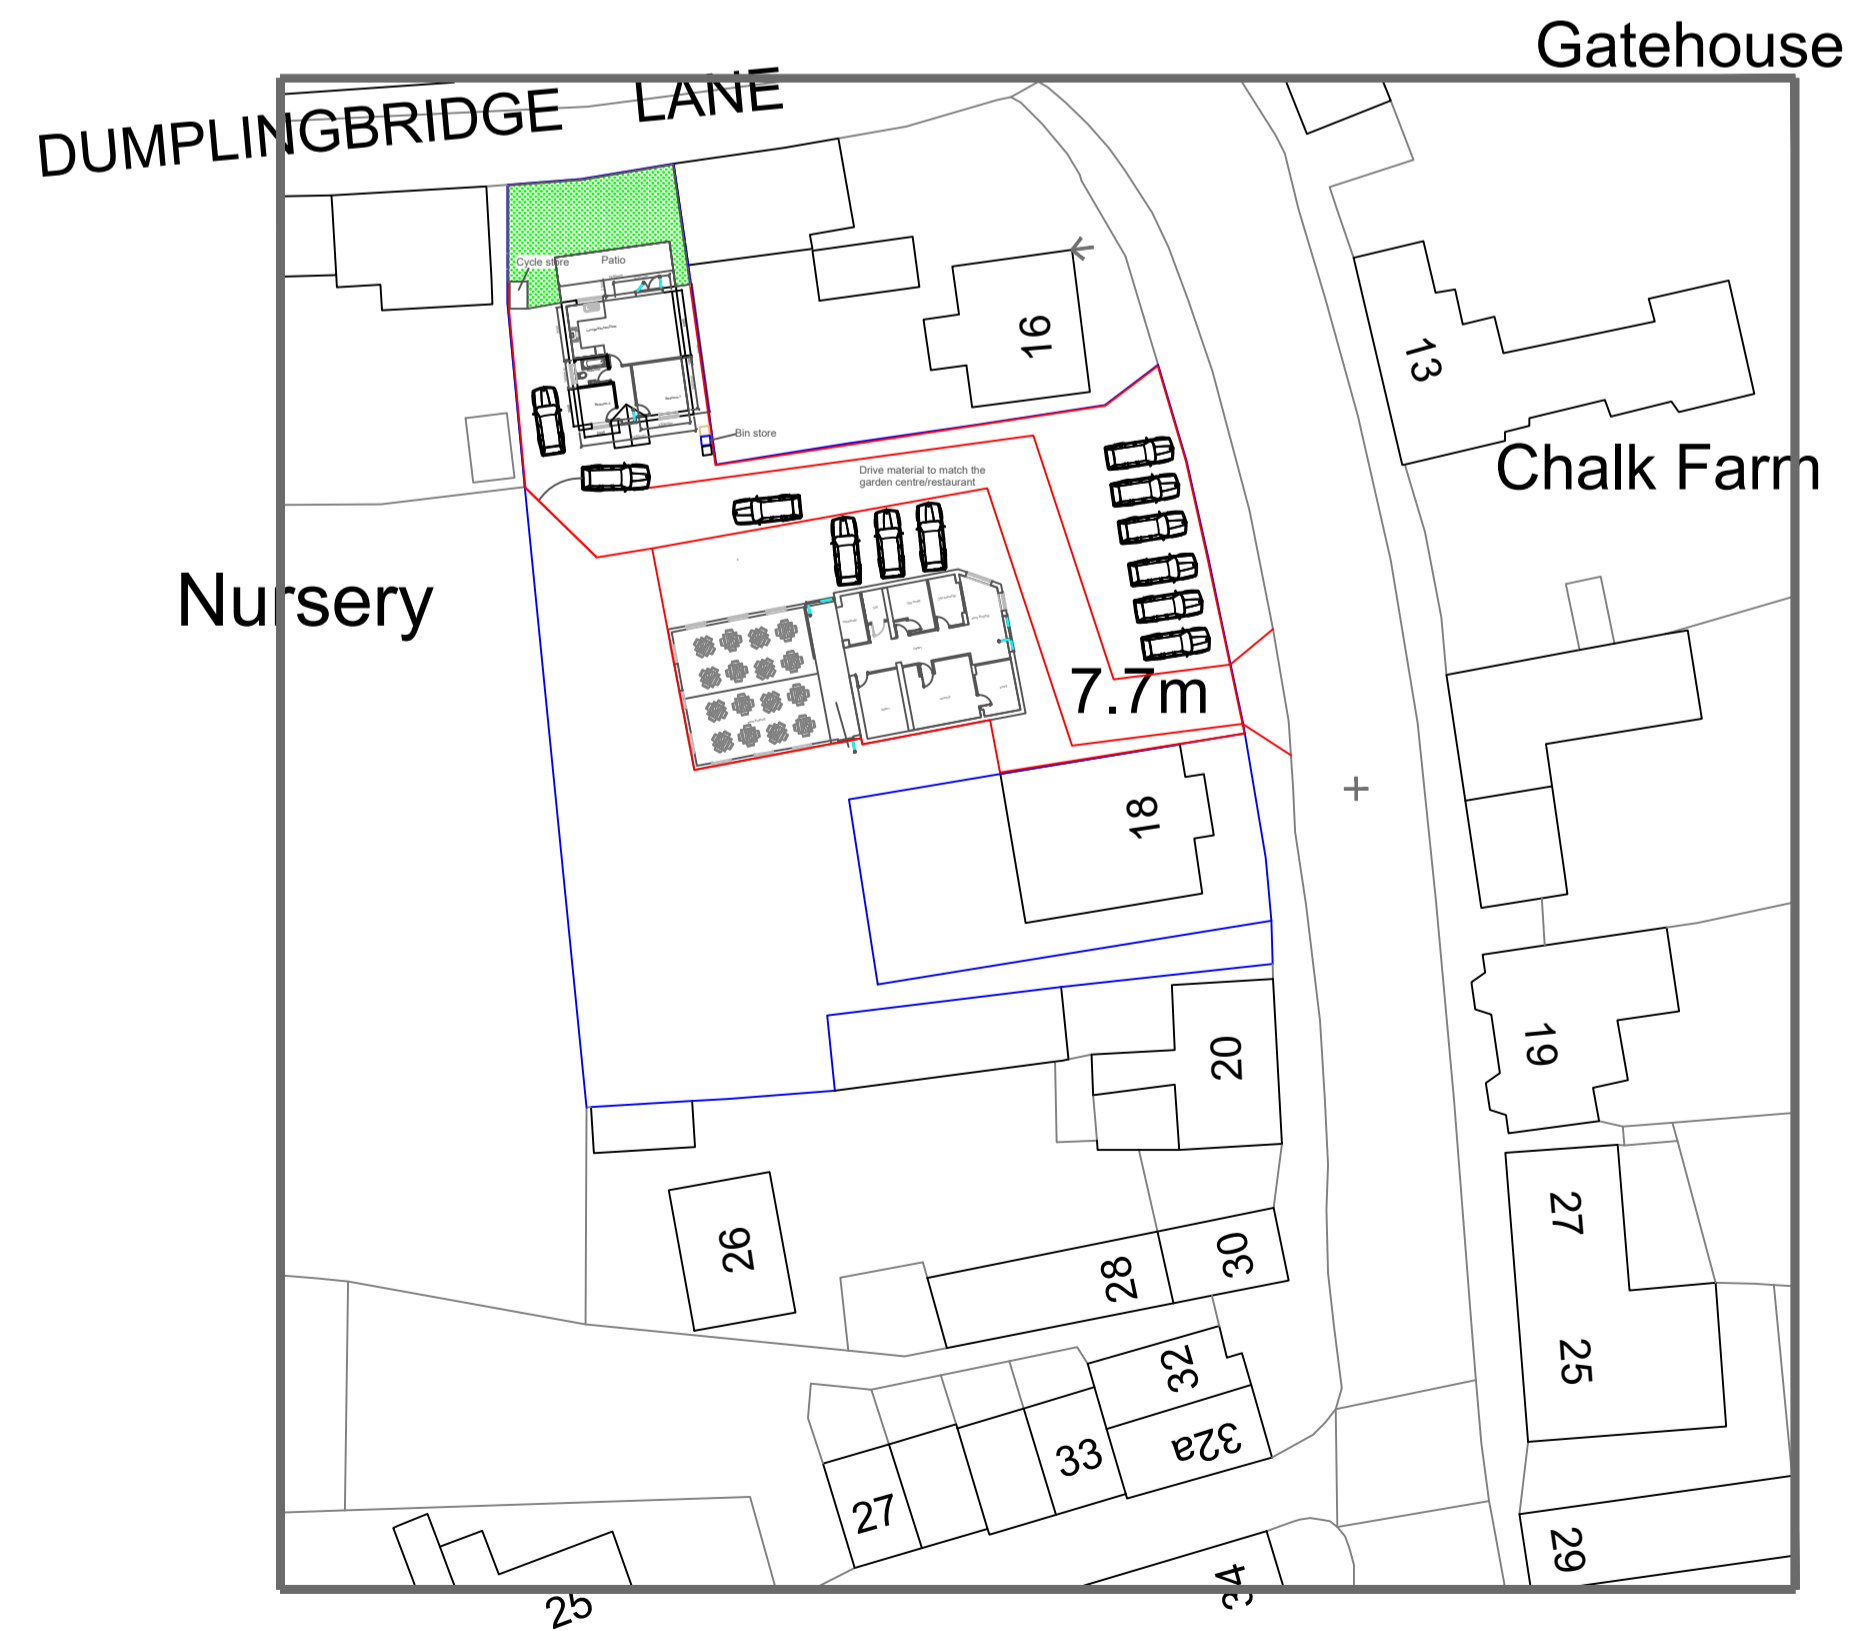 Gatehouse
DUMPLINGBRIDGE LANE
Cycle store
Patio
16
13
Bin store
Chalk Farm
Drive material to match the
garden centre/restaurant
Nursery
7.7m
18
20
19
26
28
30
27
25
32
32a
33
27
29
34
25